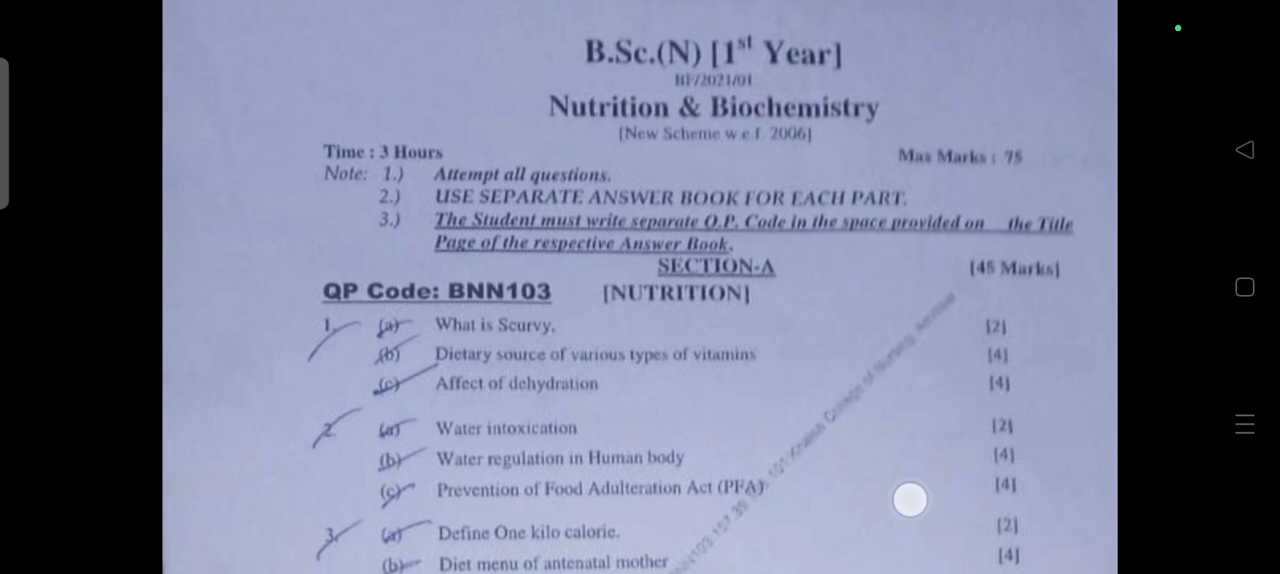 B.Sc.(N) [1st Year]
BF/2021/01
Nutrition & Biochemistry
[New Scheme w.e.f. 2006]
Time : 3 Hours Max Marks : 75
Note: 1.) Attempt all questions.
2.) USE SEPARATE ANSWER BOOK FOR EACH PART.
3.) The Student must write separate Q.P. Code in the space provided on the Title
Page of the respective Answer Book.
SECTION-A [45 Marks]
QP Code: BNN103 [NUTRITION]
1. (a) What is Scurvy. [2]
(b) Dietary source of various types of vitamins [4]
(c) Affect of dehydration [4]
2. (a) Water intoxication [2]
(b) Water regulation in Human body [4]
(c) Prevention of Food Adulteration Act (PFA) [4]
3. (a) Define One kilo calorie. [2]
(b) Diet menu of antenatal mother [4]
College of Nursing,